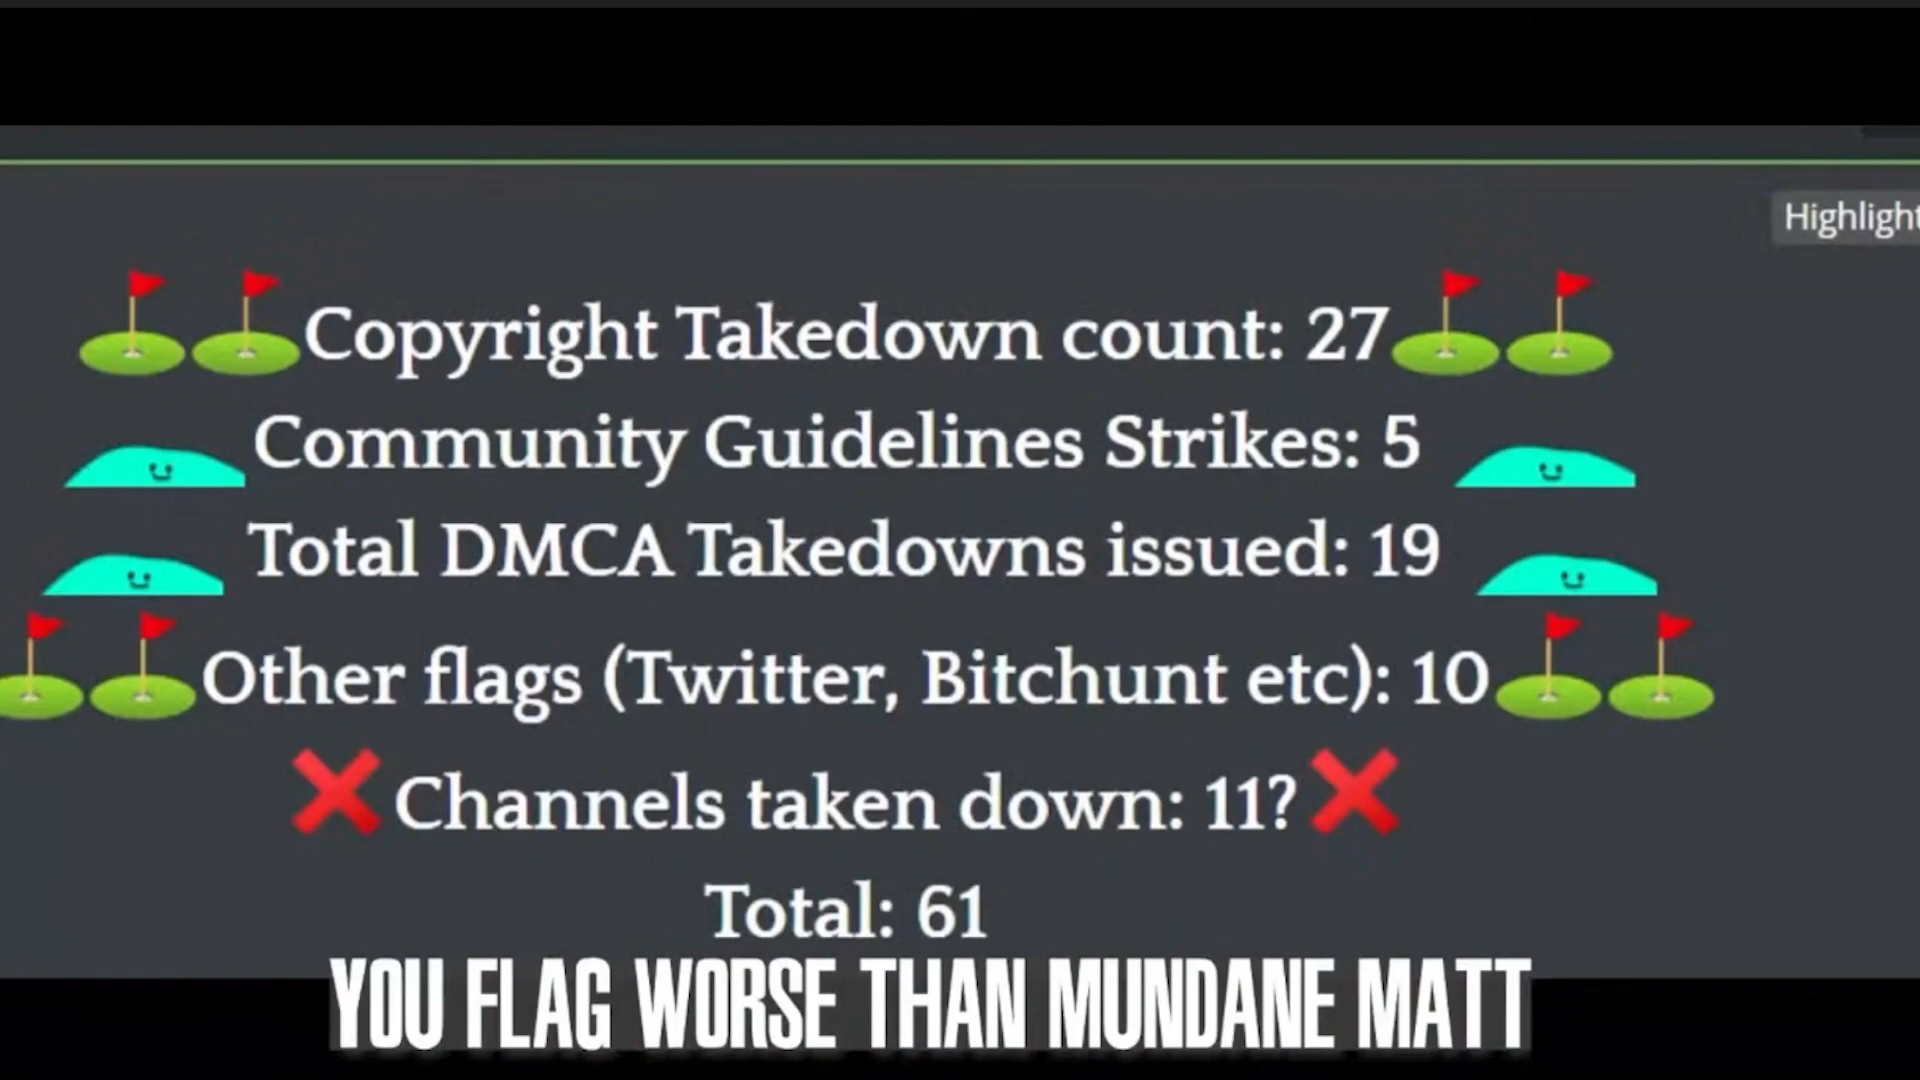 Highlight
Copyright Takedown count: 27
Community Guidelines Strikes: 5
Total DMCA Takedowns issued: 19
Other flags (Twitter, Bitchunt etc): 10
Channels taken down: 11?
Total: 61
YOU FLAG WORSE THAN MUNDANE MATT